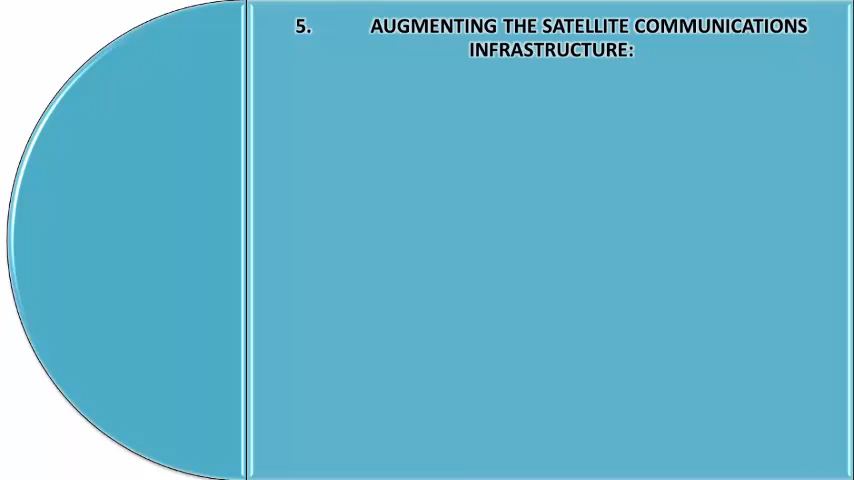 5. AUGMENTING THE SATELLITE COMMUNICATIONS
INFRASTRUCTURE: